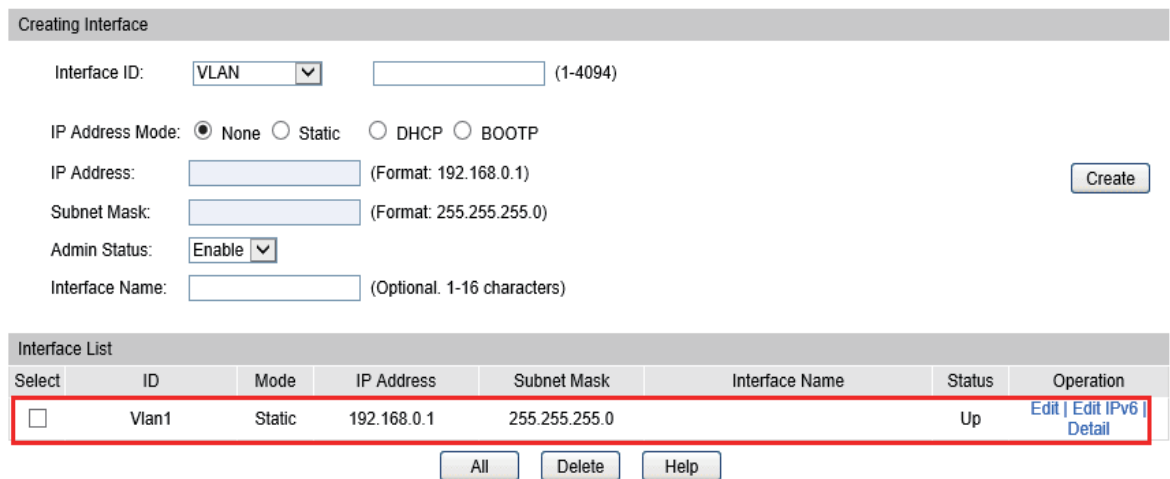 Creating Interface
Interface ID: VLAN (1-4094)
IP Address Mode: None Static DHCP BOOTP
IP Address: (Format: 192.168.0.1)
Create
Subnet Mask: (Format: 255.255.255.0)
Admin Status: Enable
Interface Name: (Optional. 1-16 characters)
Interface List
Select ID Mode IP Address Subnet Mask Interface Name Status Operation
Vlan1 Static 192.168.0.1 255.255.255.0 Up Edit | Edit IPv6 |
Detail
All Delete Help